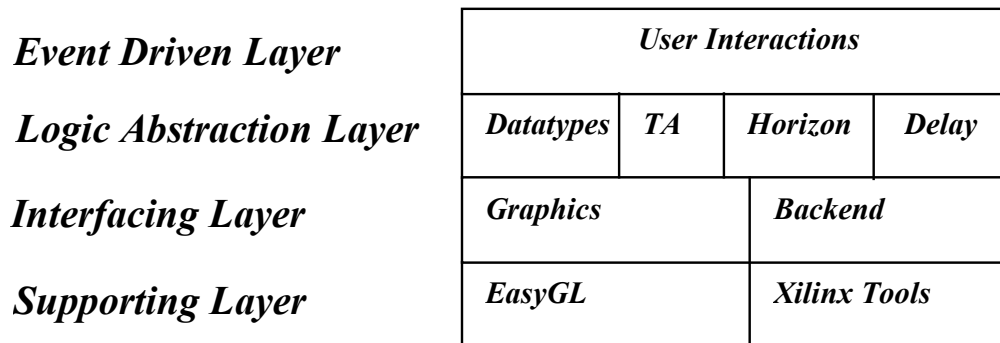 Event Driven Layer User Interactions
Logic Abstraction Layer Datatypes TA Horizon Delay
Interfacing Layer Graphics Backend
Supporting Layer EasyGL Xilinx Tools